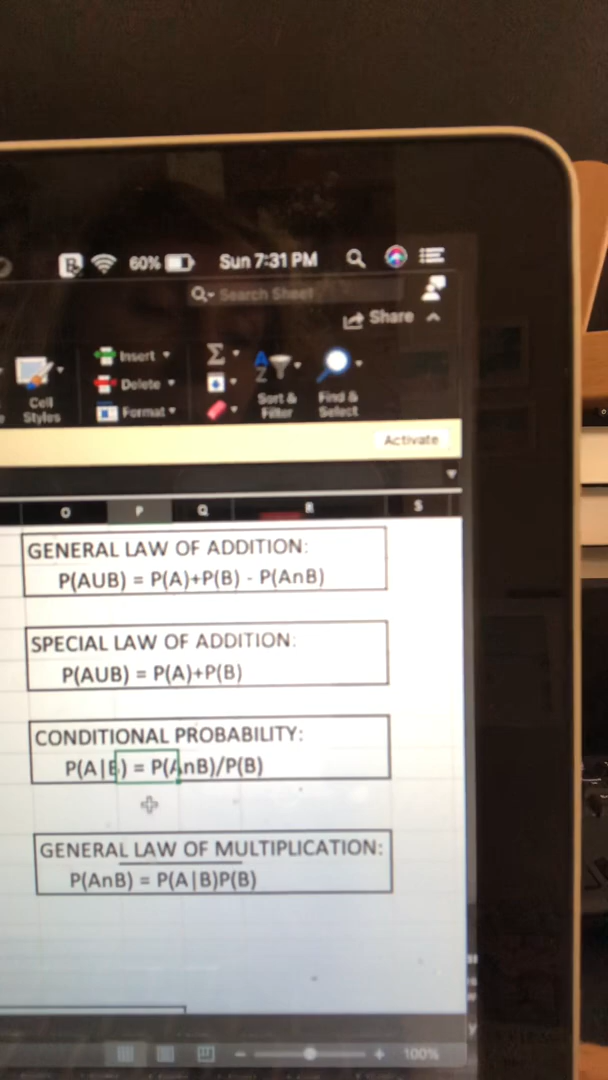 60% Sun 7:31 PM
Search Sheet
Share
Insert
Delete
Format
Cell
Styles
Sort &
Filter
Find &
Select
Activate
O P Q R S
GENERAL LAW OF ADDITION:
P(AUB) = P(A)+P(B) - P(AnB)
SPECIAL LAW OF ADDITION:
P(AUB) = P(A)+P(B)
CONDITIONAL PROBABILITY:
P(A|B) = P(AnB)/P(B)
GENERAL LAW OF MULTIPLICATION:
P(AnB) = P(A|B)P(B)
100%